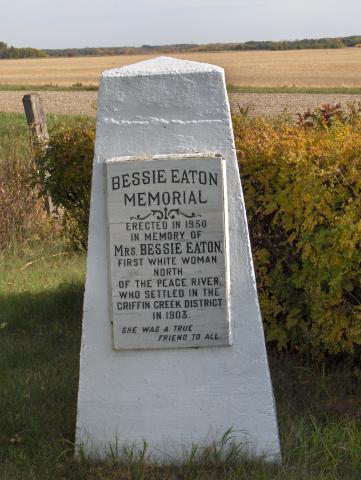 BESSIE EATON
MEMORIAL
ERECTED IN 1950
IN MEMORY OF
MRS. BESSIE EATON,
FIRST WHITE WOMAN
NORTH
OF THE PEACE RIVER,
WHO SETTLED IN THE
GRIFFIN CREEK DISTRICT
IN 1903.
SHE WAS A TRUE
FRIEND TO ALL.